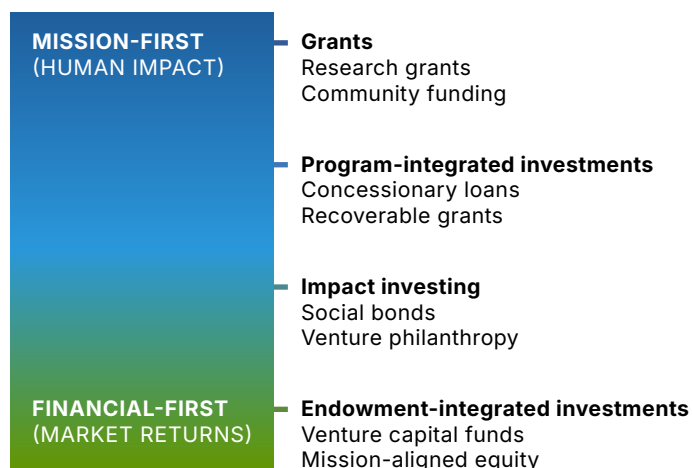 MISSION-FIRST
(HUMAN IMPACT)
Grants
Research grants
Community funding
Program-integrated investments
Concessionary loans
Recoverable grants
Impact investing
Social bonds
Venture philanthropy
FINANCIAL-FIRST
(MARKET RETURNS)
Endowment-integrated investments
Venture capital funds
Mission-aligned equity